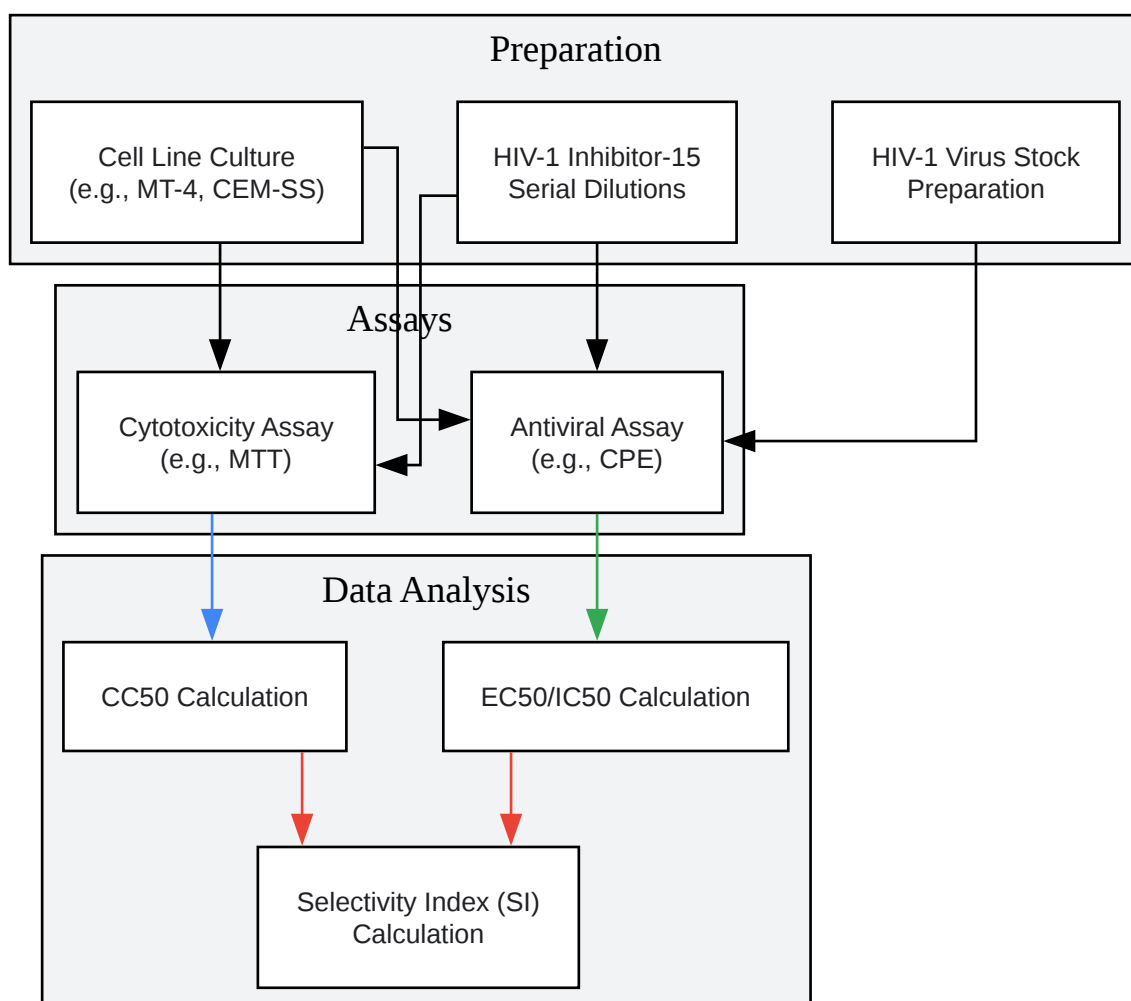 Preparation
Cell Line Culture
(e.g., MT-4, CEM-SS)
HIV-1 Inhibitor-15
Serial Dilutions
HIV-1 Virus Stock
Preparation
Assays
Cytotoxicity Assay
(e.g., MTT)
Antiviral Assay
(e.g., CPE)
Data Analysis
CC50 Calculation
EC50/IC50 Calculation
Selectivity Index (SI)
Calculation